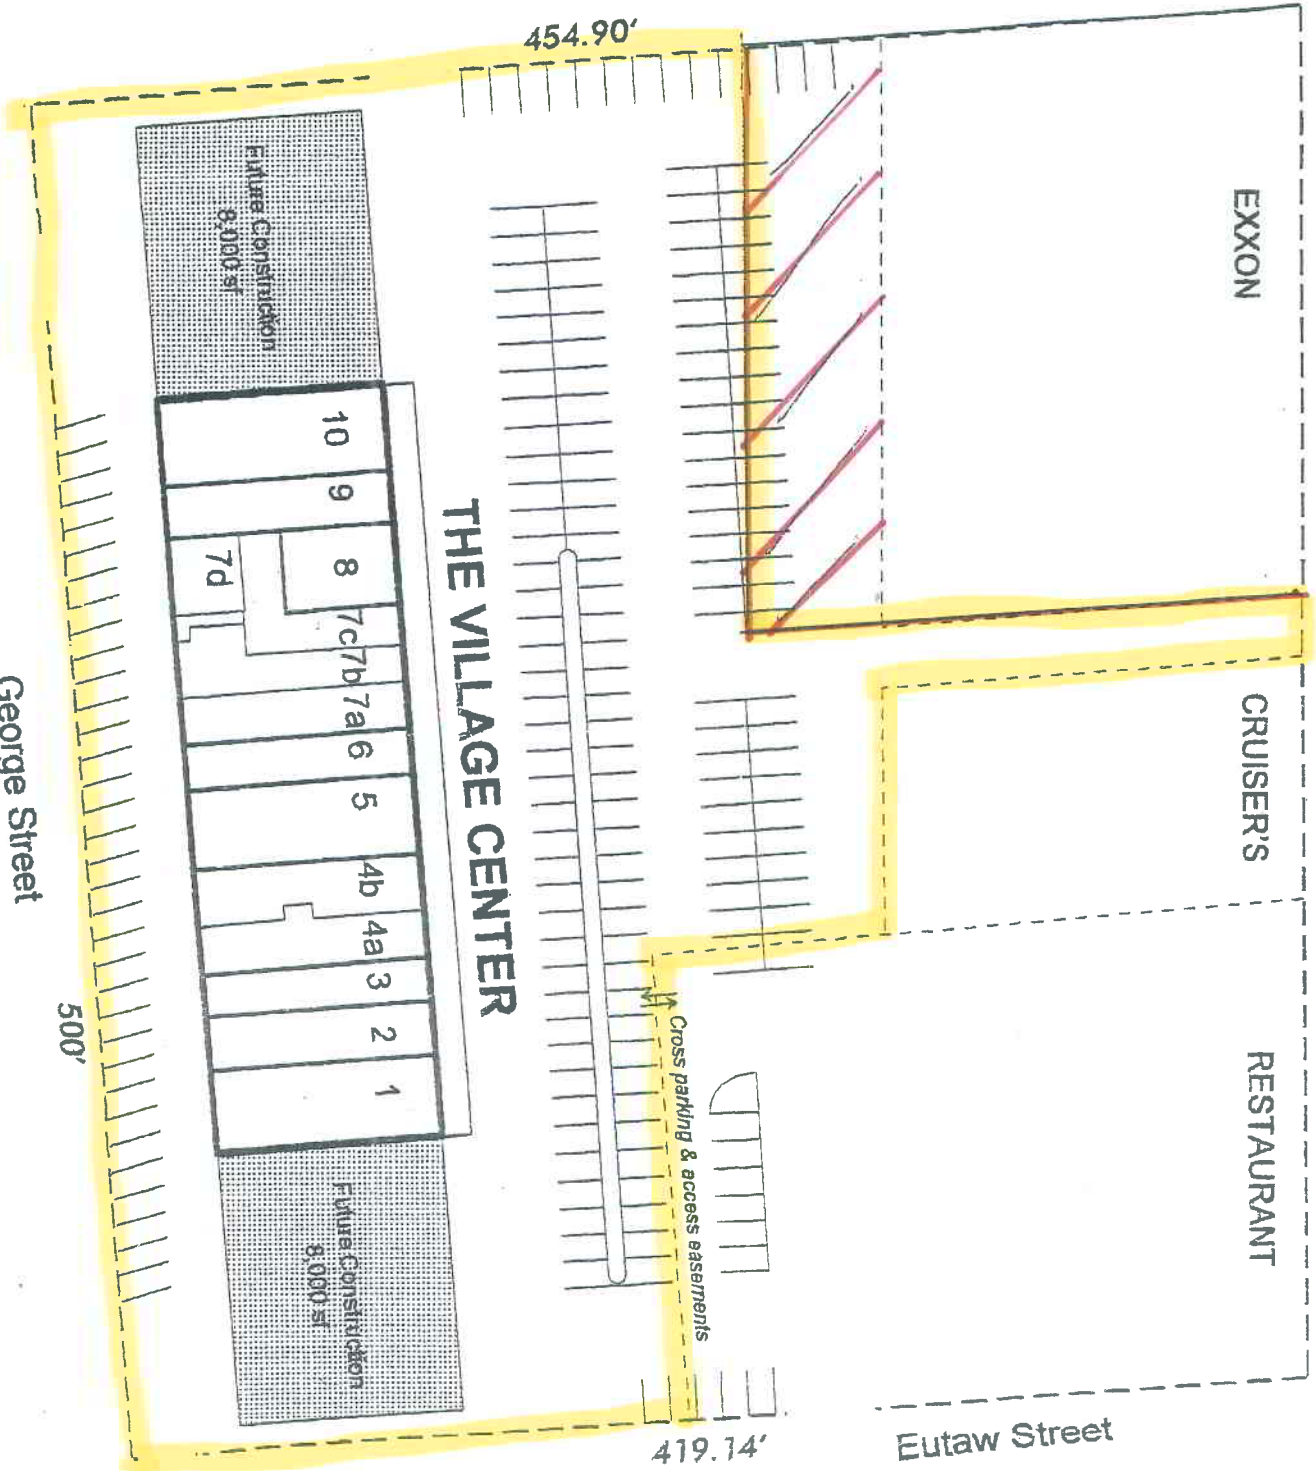 454.90'
EXXON
Future Construction
8,000 sf
10
9
8
7d
7c
7b
7a
6
5
4b
4a
3
2
1
THE VILLAGE CENTER
CRUISER'S
George Street
500'
Cross parking & access easements
RESTAURANT
Future Construction
8,000 sf
419.14'
Eutaw Street